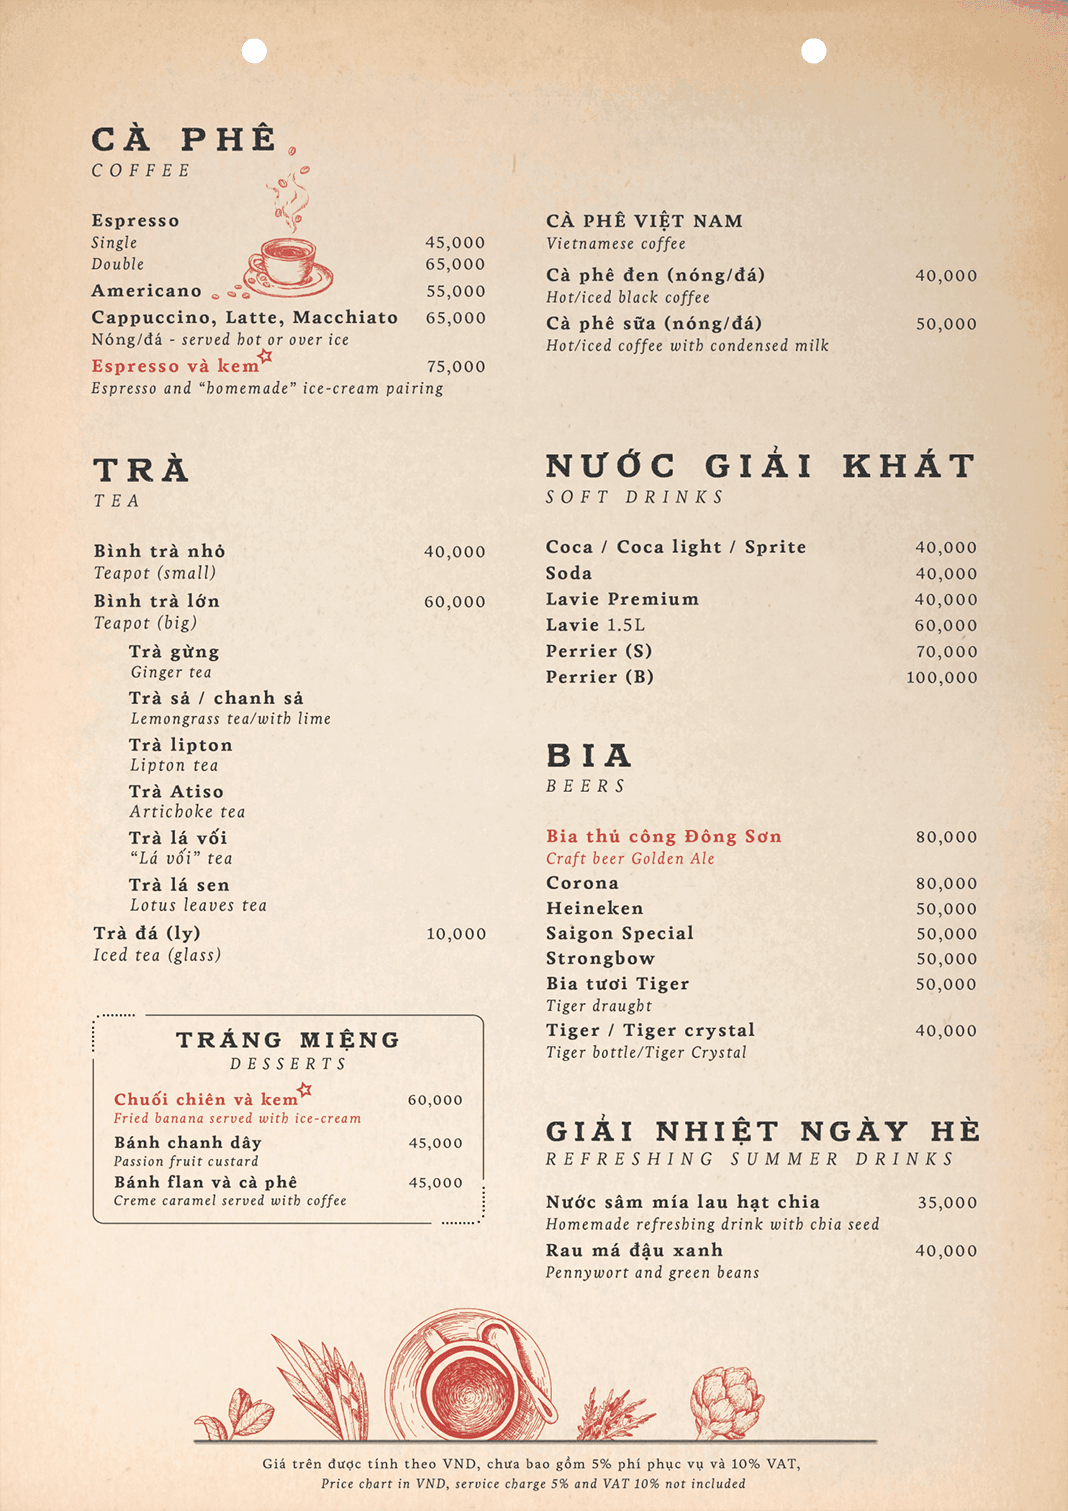 CÀ PHÊ
COFFEE
Espresso
Single 45,000
Double 65,000
Americano 55,000
Cappuccino, Latte, Macchiato 65,000
Nóng/đá - served hot or over ice
Espresso và kem 75,000
Espresso and “homemade” ice-cream pairing
CÀ PHÊ VIỆT NAM
Vietnamese coffee
Cà phê đen (nóng/đá) 40,000
Hot/iced black coffee
Cà phê sữa (nóng/đá) 50,000
Hot/iced coffee with condensed milk
TRÀ
TEA
Bình trà nhỏ 40,000
Teapot (small)
Bình trà lớn 60,000
Teapot (big)
Trà gừng
Ginger tea
Trà sả / chanh sả
Lemongrass tea/with lime
Trà lipton
Lipton tea
Trà Atiso
Artichoke tea
Trà lá vối
“Lá vối” tea
Trà lá sen
Lotus leaves tea
Trà đá (ly) 10,000
Iced tea (glass)
TRÁNG MIỆNG
DESSERTS
Chuối chiên và kem 60,000
Fried banana served with ice-cream
Bánh chanh dây 45,000
Passion fruit custard
Bánh flan và cà phê 45,000
Creme caramel served with coffee
NƯỚC GIẢI KHÁT
SOFT DRINKS
Coca / Coca light / Sprite 40,000
Soda 40,000
Lavie Premium 40,000
Lavie 1.5L 60,000
Perrier (S) 70,000
Perrier (B) 100,000
BIA
BEERS
Bia thủ công Đông Sơn 80,000
Craft beer Golden Ale
Corona 80,000
Heineken 50,000
Saigon Special 50,000
Strongbow 50,000
Bia tươi Tiger 50,000
Tiger draught
Tiger / Tiger crystal 40,000
Tiger bottle/Tiger Crystal
GIẢI NHIỆT NGÀY HÈ
REFRESHING SUMMER DRINKS
Nước sâm mía lau hạt chia 35,000
Homemade refreshing drink with chia seed
Rau má đậu xanh 40,000
Pennywort and green beans
Giá trên được tính theo VND, chưa bao gồm 5% phí phục vụ và 10% VAT,
Price chart in VND, service charge 5% and VAT 10% not included